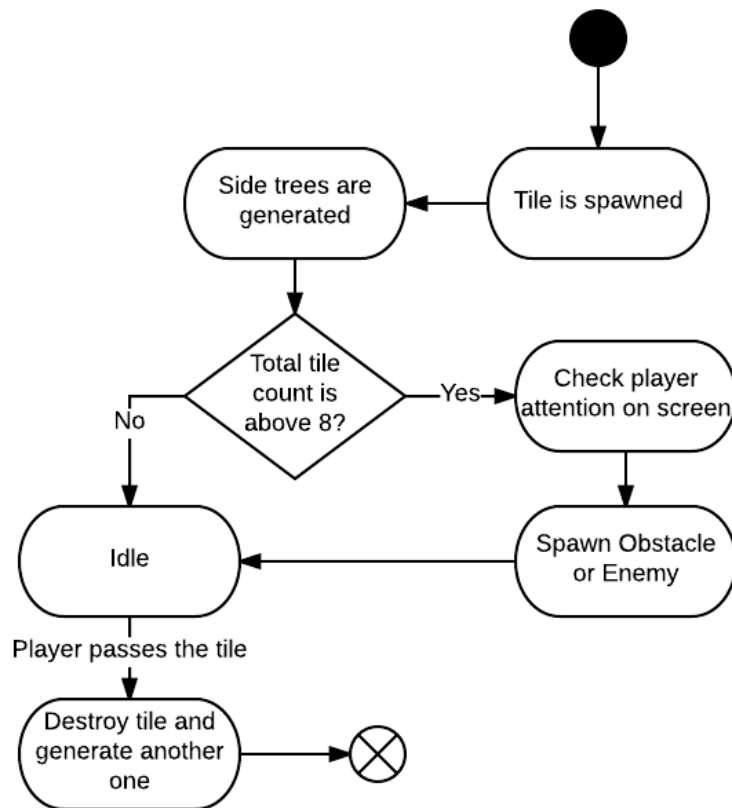 Tile is spawned
Side trees are
generated
Total tile
count is
above 8?
Yes
Check player
attention on screen
No
Spawn Obstacle
or Enemy
Idle
Player passes the tile
Destroy tile and
generate another
one